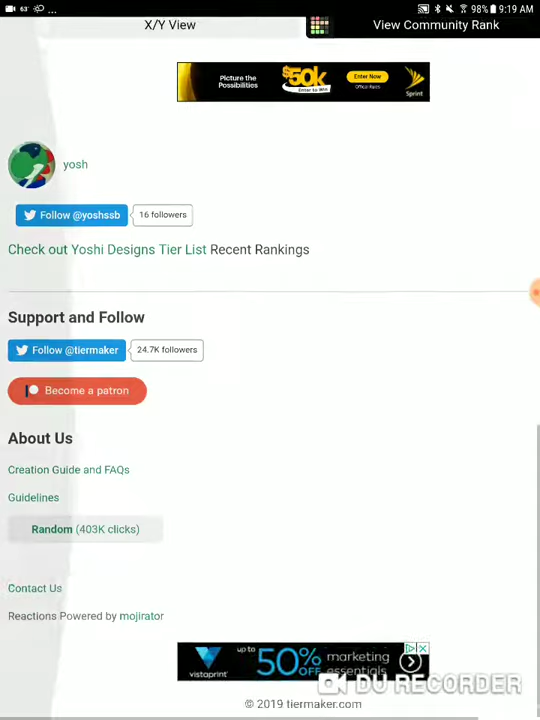 63° ... 98% 9:19 AM
X/Y View
View Community Rank
Picture the Possibilities
$50k
Enter to Win
Enter Now
Official Rules
Sprint
yosh
Follow @yoshssb
16 followers
Check out Yoshi Designs Tier List Recent Rankings
Support and Follow
Follow @tiermaker
24.7K followers
Become a patron
About Us
Creation Guide and FAQs
Guidelines
Random (403K clicks)
Contact Us
Reactions Powered by mojirator
vistaprint
up to
50% OFF
marketing
essentials
DU RECORDER
© 2019 tiermaker.com